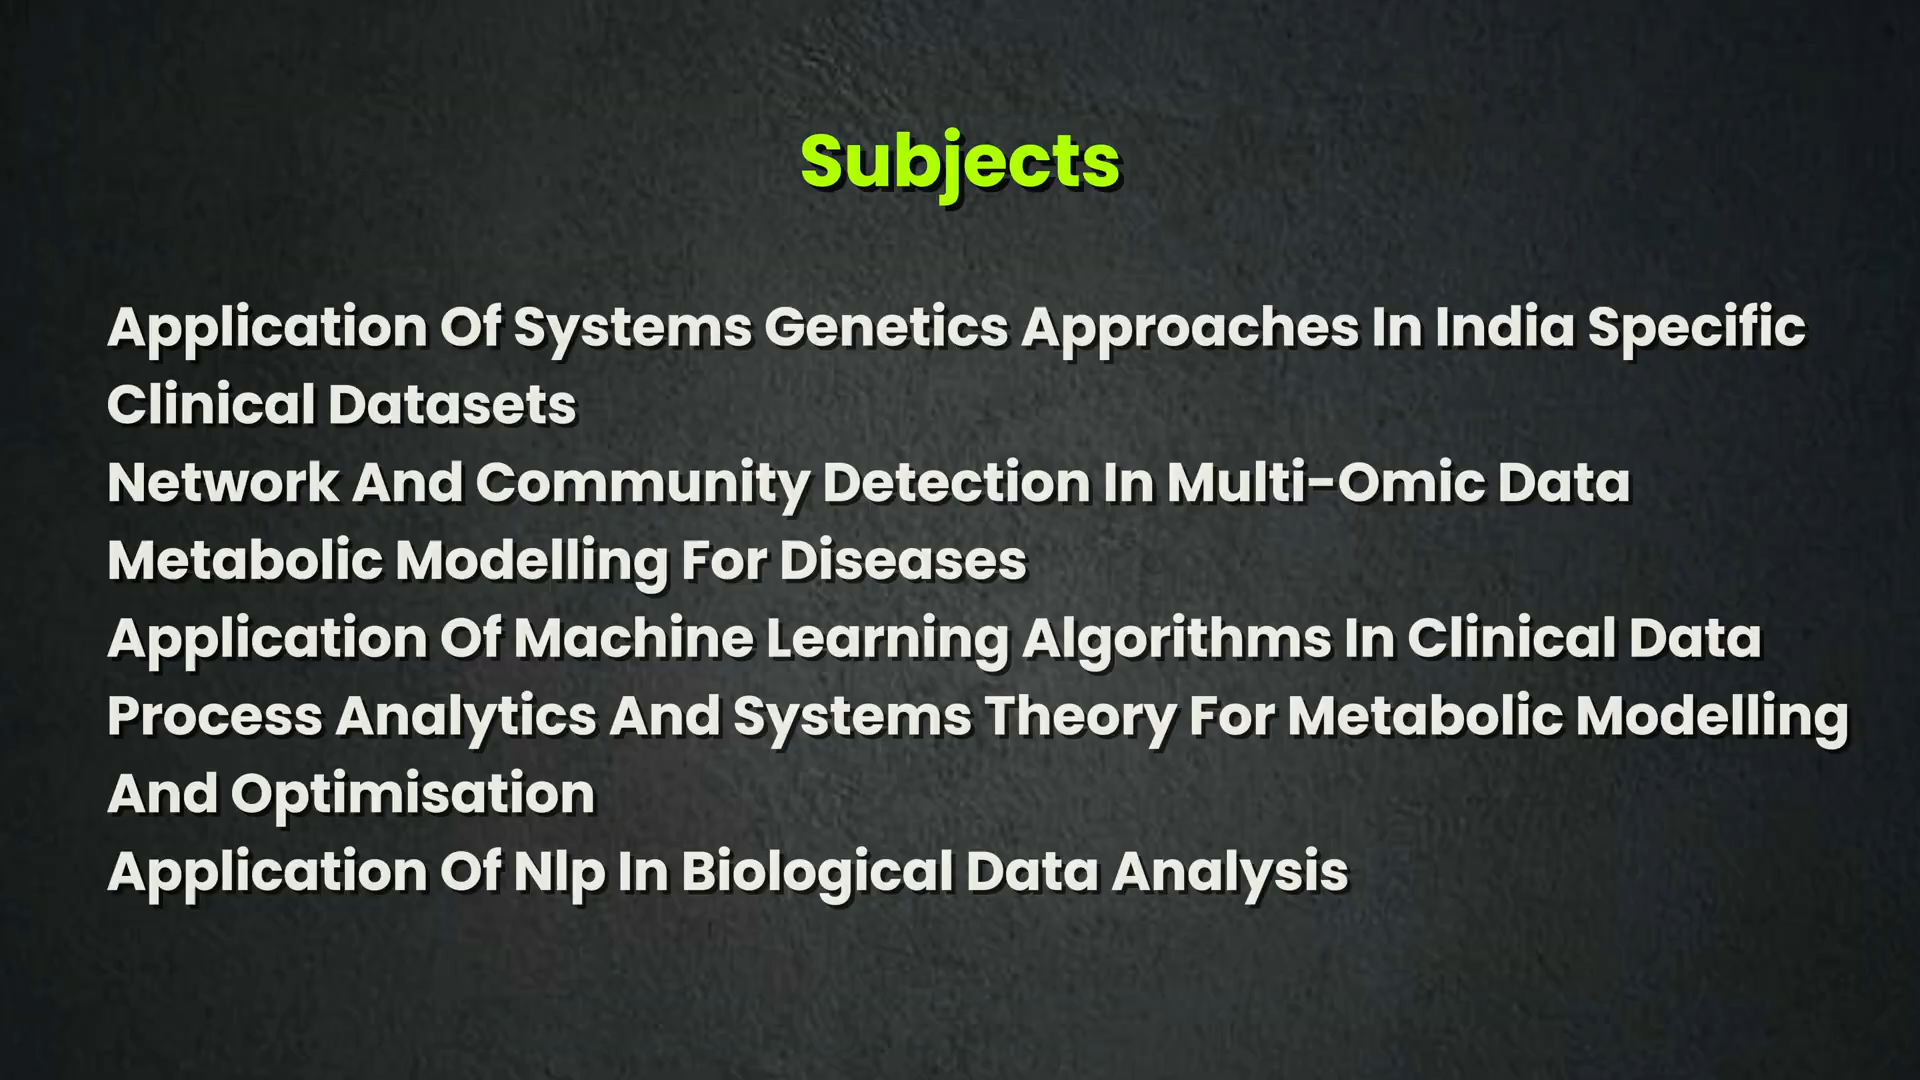 Subjects
Application Of Systems Genetics Approaches In India Specific
Clinical Datasets
Network And Community Detection In Multi-Omic Data
Metabolic Modelling For Diseases
Application Of Machine Learning Algorithms In Clinical Data
Process Analytics And Systems Theory For Metabolic Modelling
And Optimisation
Application Of Nlp In Biological Data Analysis